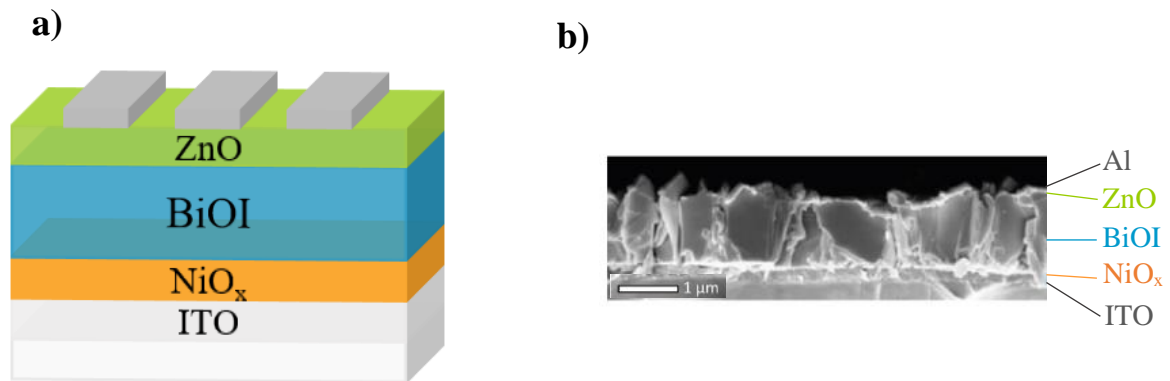 a)
ZnO
BiOI
NiOₓ
ITO
b)
Al
ZnO
BiOI
NiOₓ
ITO
1 μm